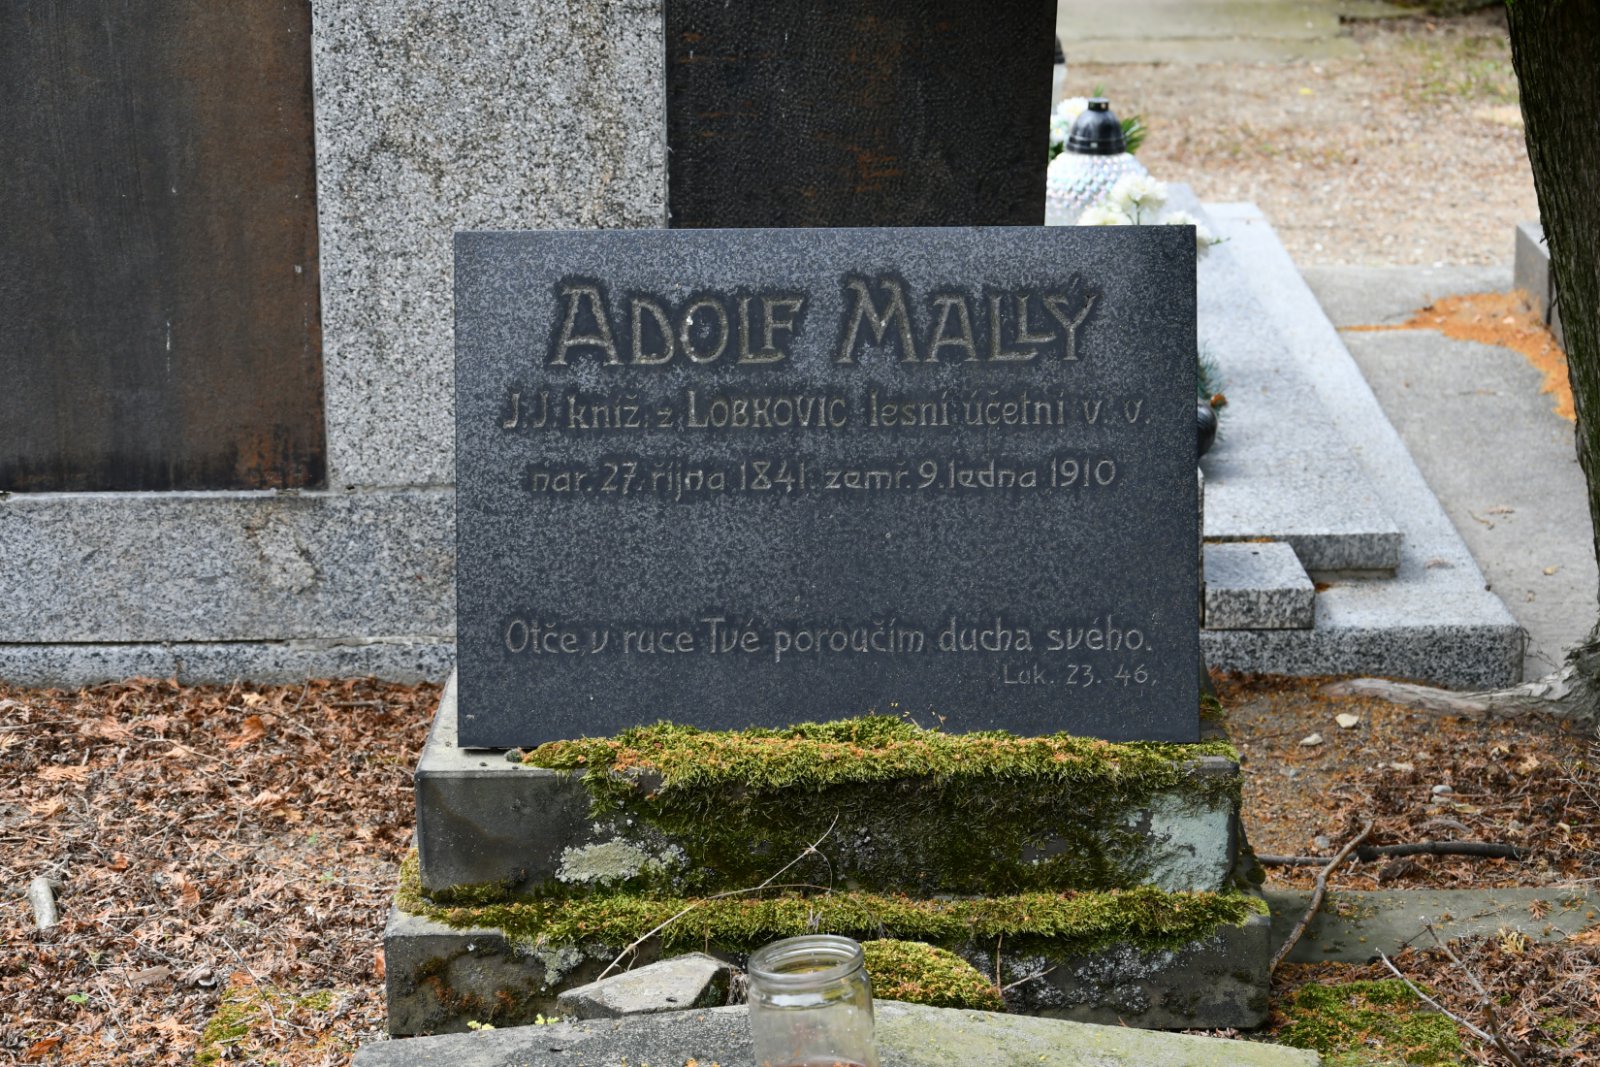 ADOLF MALLÝ
J. J. kníž. z LOBKOVIC lesní účetní v. v.
nar. 27. října 1841. zemř. 9. ledna 1910.
Otče, v ruce Tvé poroučím ducha svého.
Luk. 23. 46,